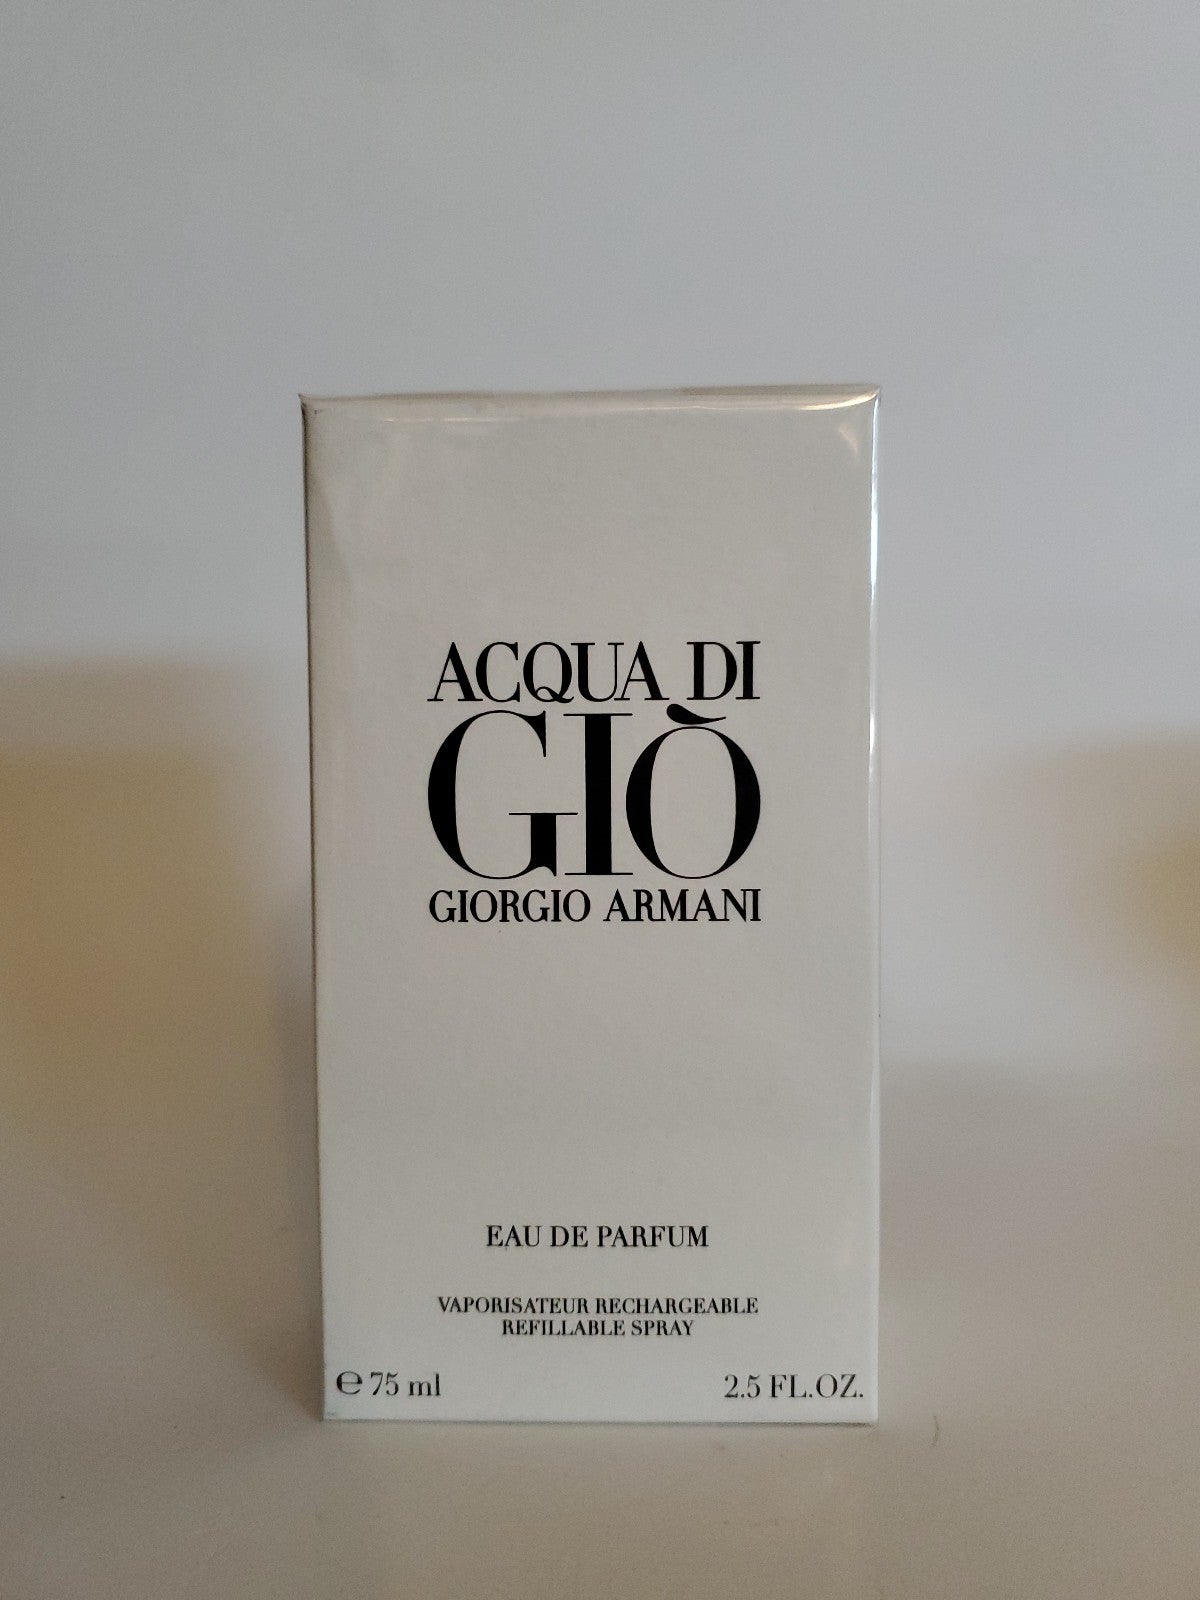 ACQUA DI
GIÒ
GIORGIO ARMANI
EAU DE PARFUM
VAPORISATEUR RECHARGEABLE
REFILLABLE SPRAY
℮ 75 ml 2.5 FL.OZ.